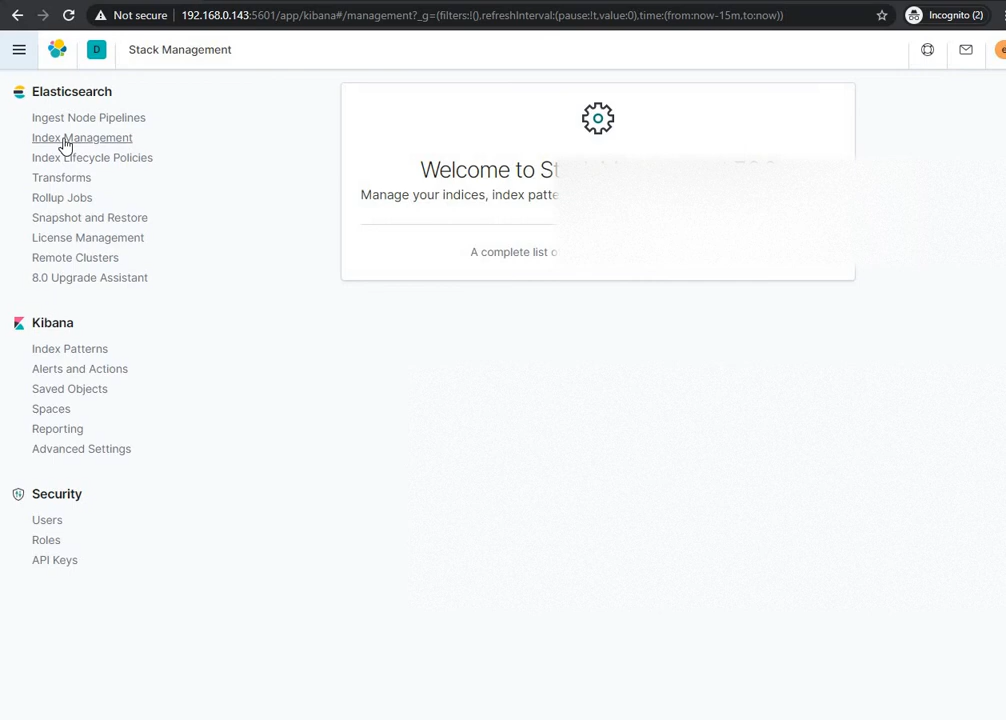 Not secure 192.168.0.143:5601/app/kibana#/management?_g=(filters:!(),refreshInterval:(pause:!t,value:0),time:(from:now-15m,to:now)) Incognito (2)
D Stack Management
Elasticsearch
Ingest Node Pipelines
Index Management
Index Lifecycle Policies
Transforms
Rollup Jobs
Snapshot and Restore
License Management
Remote Clusters
8.0 Upgrade Assistant
Kibana
Index Patterns
Alerts and Actions
Saved Objects
Spaces
Reporting
Advanced Settings
Security
Users
Roles
API Keys
Welcome to
Manage your indices, index
A complete list